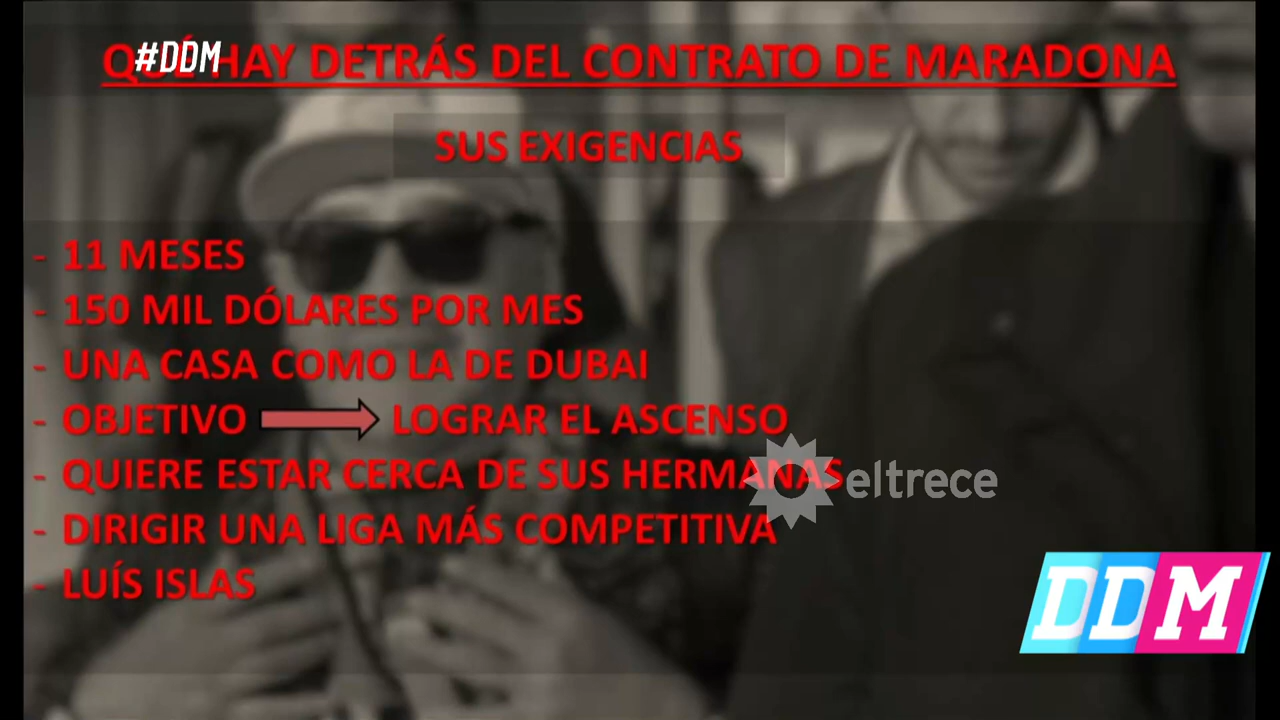 #DDM
QUÉ HAY DETRÁS DEL CONTRATO DE MARADONA
SUS EXIGENCIAS
- 11 MESES
- 150 MIL DÓLARES POR MES
- UNA CASA COMO LA DE DUBAI
- OBJETIVO LOGRAR EL ASCENSO
- QUIERE ESTAR CERCA DE SUS HERMANAS
eltrece
- DIRIGIR UNA LIGA MÁS COMPETITIVA
- LUÍS ISLAS
DDM